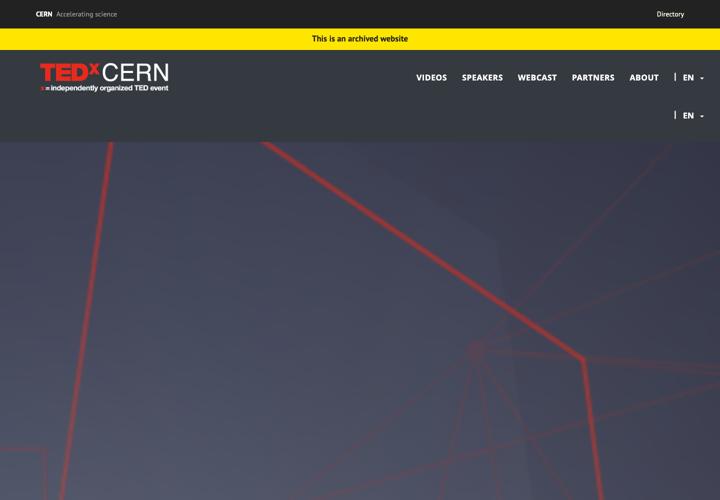 CERN Accelerating science
Directory
This is an archived website
TEDxCERN
x = independently organized TED event
VIDEOS SPEAKERS WEBCAST PARTNERS ABOUT | EN
| EN